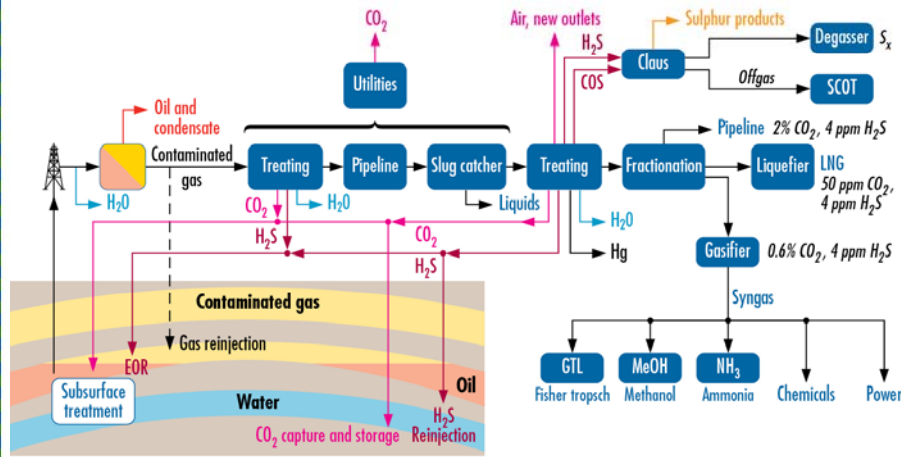 CO2
Air, new outlets
Sulphur products
H2S
COS
Claus
Degasser
Sx
Offgas
SCOT
Utilities
Oil and
condensate
Contaminated
gas
H2O
Treating
Pipeline
Slug catcher
Treating
Fractionation
Pipeline 2% CO2, 4 ppm H2S
Liquefier
LNG
50 ppm CO2,
4 ppm H2S
CO2
H2O
Liquids
H2S
CO2
H2S
H2O
Hg
Gasifier
0.6% CO2, 4 ppm H2S
Syngas
Contaminated gas
Gas reinjection
EOR
Oil
Subsurface
treatment
Water
H2S
Reinjection
CO2 capture and storage
GTL
MeOH
NH3
Fisher tropsch
Methanol
Ammonia
Chemicals
Power